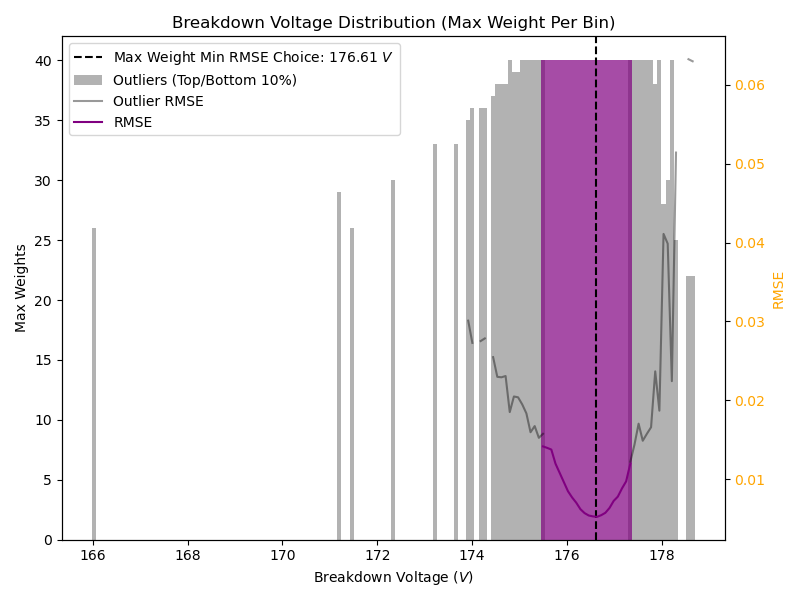 Breakdown Voltage Distribution (Max Weight Per Bin)
Max Weight Min RMSE Choice: 176.61 V
Outliers (Top/Bottom 10%)
Outlier RMSE
RMSE
Max Weights
40
35
30
25
20
15
10
5
0
166 168 170 172 174 176 178
Breakdown Voltage (V)
0.06
0.05
0.04
0.03
0.02
0.01
RMSE